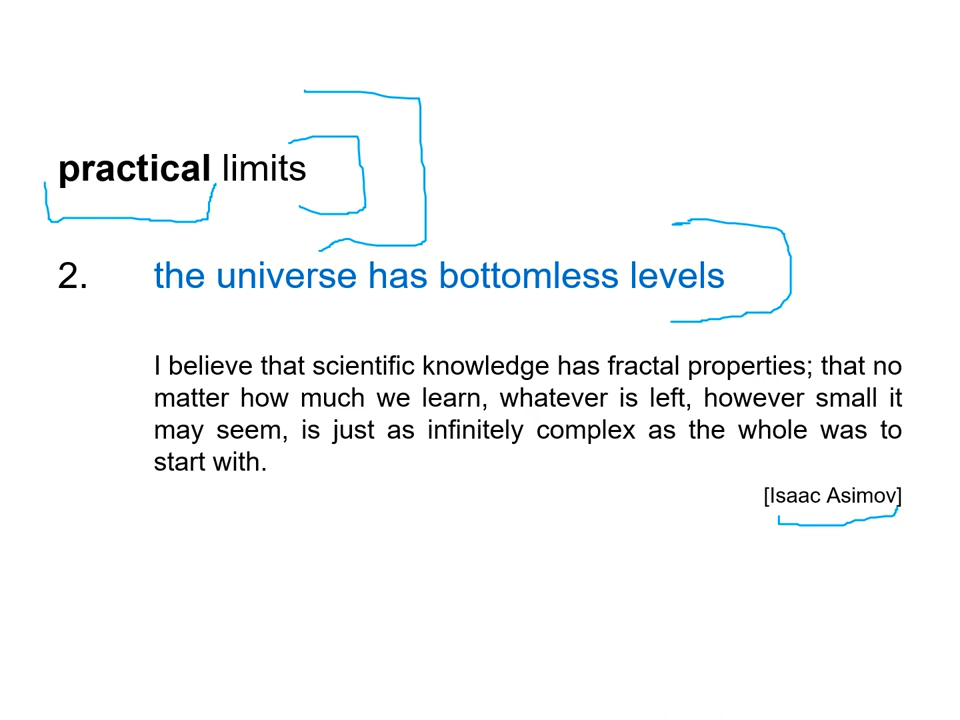 practical limits
2. the universe has bottomless levels
I believe that scientific knowledge has fractal properties; that no
matter how much we learn, whatever is left, however small it
may seem, is just as infinitely complex as the whole was to
start with.
[Isaac Asimov]